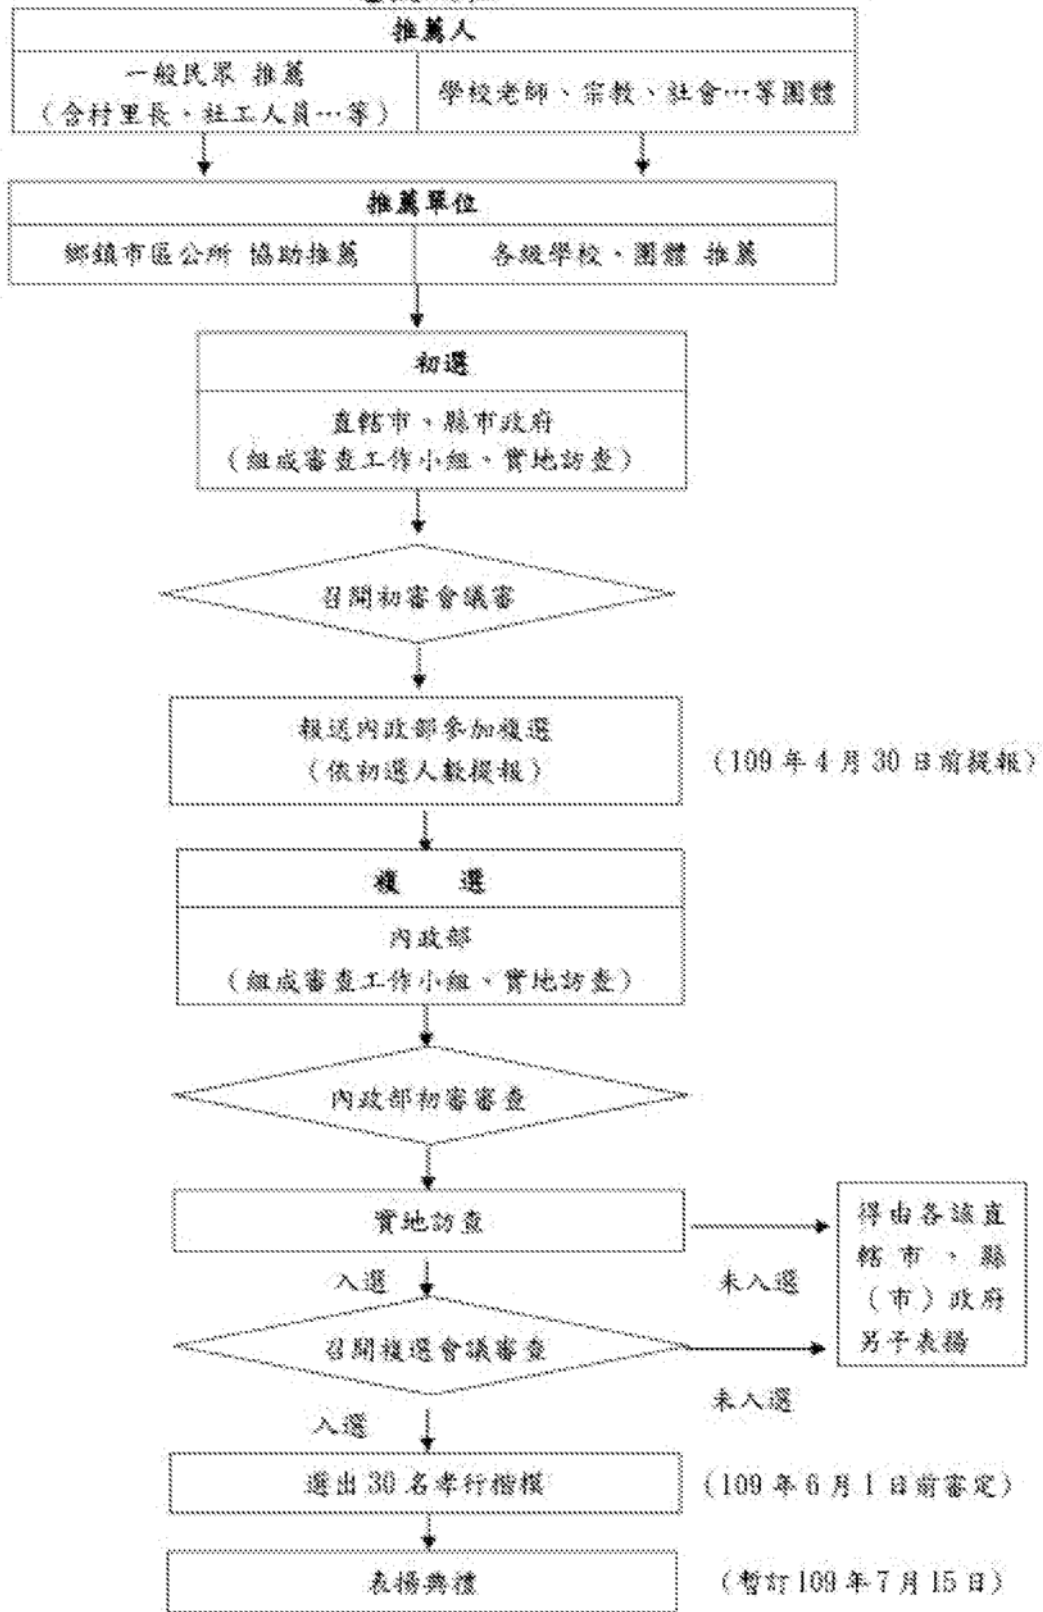 推薦人
一般民眾 推薦
（含村里長、社工人員…等）
學校老師、宗教、社會…等團體
推薦單位
鄉鎮市區公所 協助推薦
各級學校、團體 推薦
初選
直轄市、縣市政府
（組成審查工作小組、實地訪查）
召開初審會議審
報送內政部參加複選
（依初選人數提報）
（109 年 4 月 30 日前提報）
複 選
內政部
（組成審查工作小組、實地訪查）
內政部初審審查
實地訪查
得由各該直
轄市、縣
（市）政府
另予表揚
入選
未入選
召開複選會議審查
未入選
入選
選出 30 名孝行楷模
（109 年 6 月 1 日前審定）
表揚典禮
（暫訂 109 年 7 月 15 日）